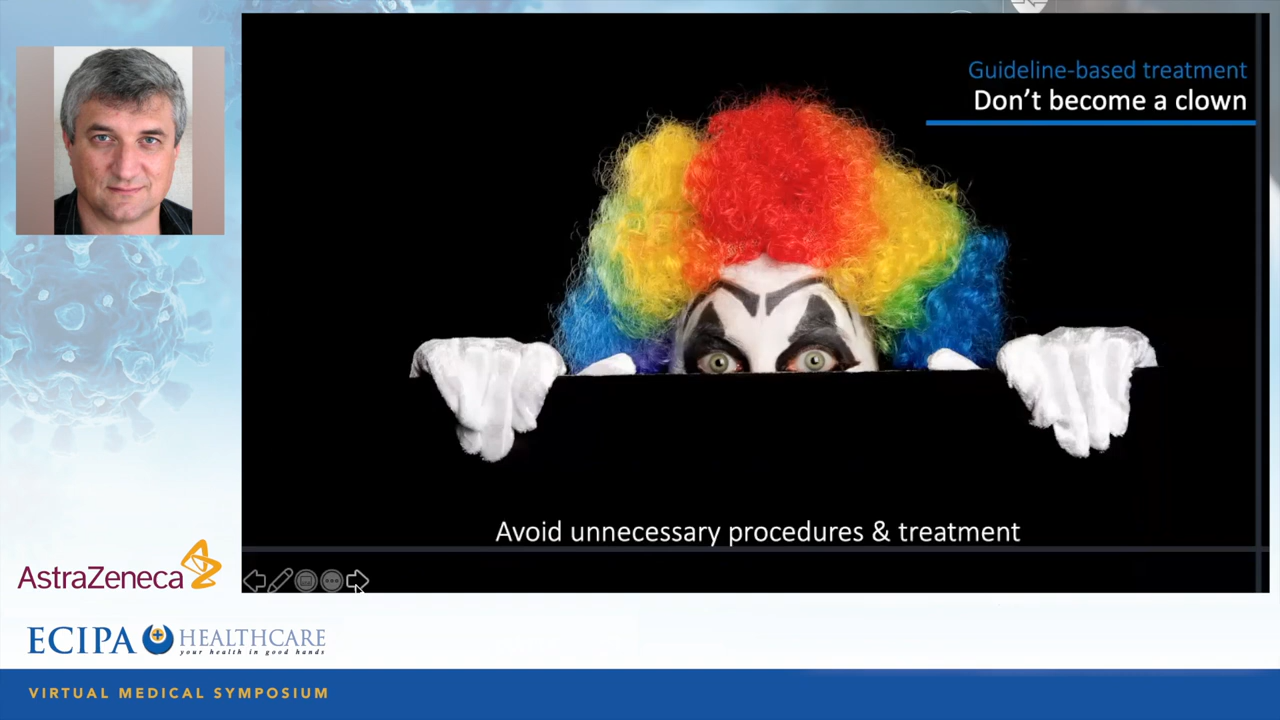 Guideline-based treatment
Don't become a clown
Avoid unnecessary procedures & treatment
AstraZeneca
ECIPA HEALTHCARE
your health in good hands
VIRTUAL MEDICAL SYMPOSIUM